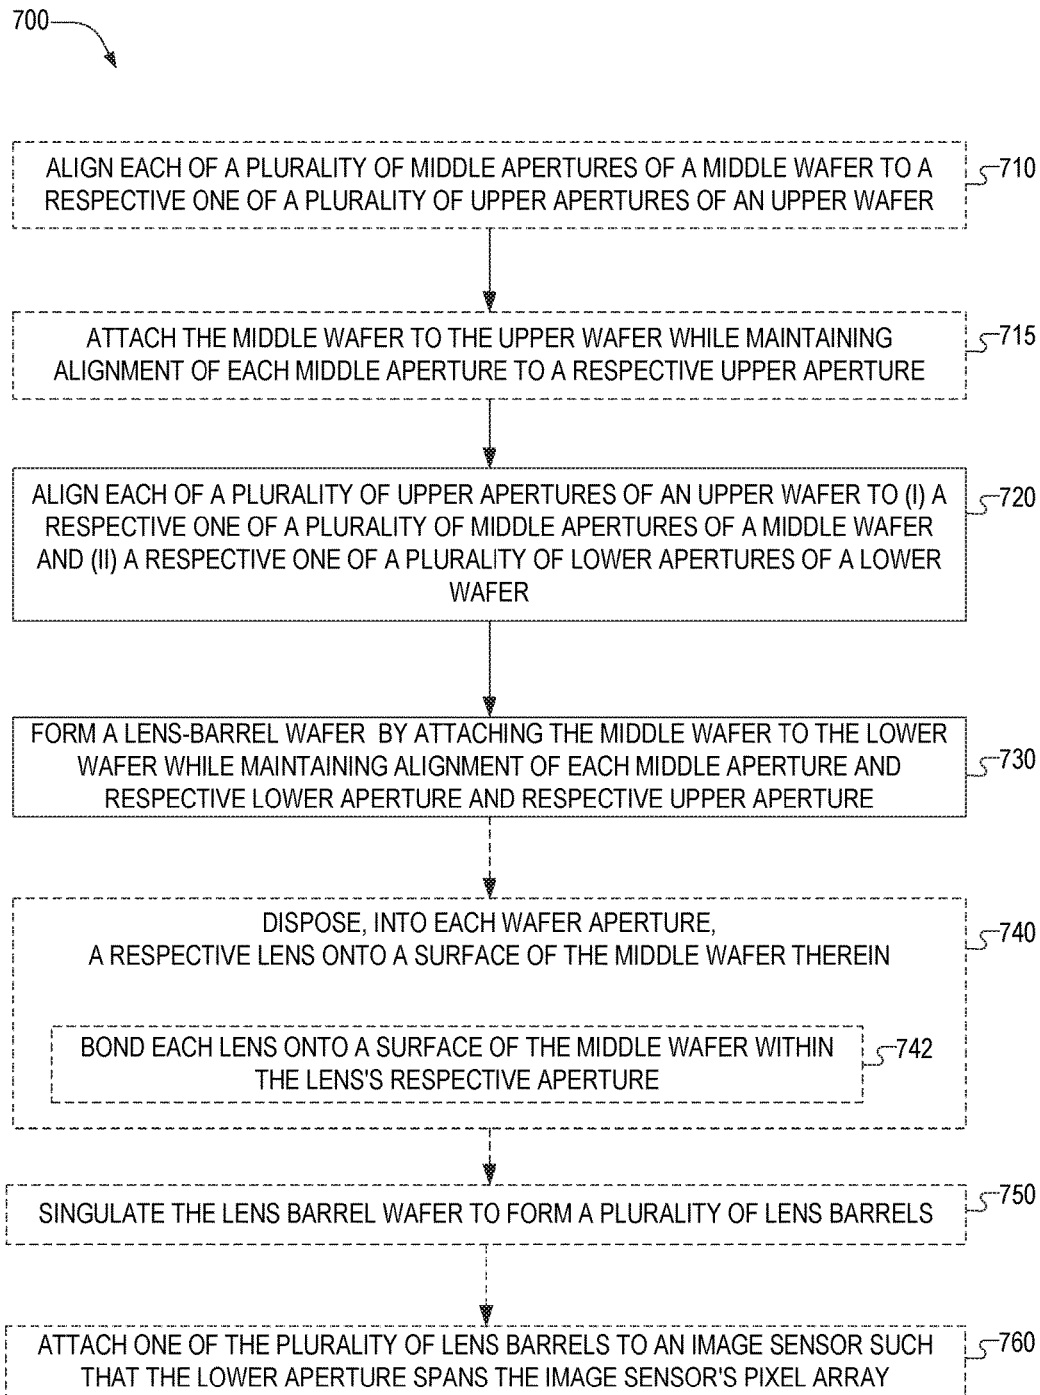 700
ALIGN EACH OF A PLURALITY OF MIDDLE APERTURES OF A MIDDLE WAFER TO A
RESPECTIVE ONE OF A PLURALITY OF UPPER APERTURES OF AN UPPER WAFER
710
ATTACH THE MIDDLE WAFER TO THE UPPER WAFER WHILE MAINTAINING
ALIGNMENT OF EACH MIDDLE APERTURE TO A RESPECTIVE UPPER APERTURE
715
ALIGN EACH OF A PLURALITY OF UPPER APERTURES OF AN UPPER WAFER TO (I) A
RESPECTIVE ONE OF A PLURALITY OF MIDDLE APERTURES OF A MIDDLE WAFER
AND (II) A RESPECTIVE ONE OF A PLURALITY OF LOWER APERTURES OF A LOWER
WAFER
720
FORM A LENS-BARREL WAFER BY ATTACHING THE MIDDLE WAFER TO THE LOWER
WAFER WHILE MAINTAINING ALIGNMENT OF EACH MIDDLE APERTURE AND
RESPECTIVE LOWER APERTURE AND RESPECTIVE UPPER APERTURE
730
DISPOSE, INTO EACH WAFER APERTURE,
A RESPECTIVE LENS ONTO A SURFACE OF THE MIDDLE WAFER THEREIN
740
BOND EACH LENS ONTO A SURFACE OF THE MIDDLE WAFER WITHIN
THE LENS'S RESPECTIVE APERTURE
742
SINGULATE THE LENS BARREL WAFER TO FORM A PLURALITY OF LENS BARRELS
750
ATTACH ONE OF THE PLURALITY OF LENS BARRELS TO AN IMAGE SENSOR SUCH
THAT THE LOWER APERTURE SPANS THE IMAGE SENSOR'S PIXEL ARRAY
760